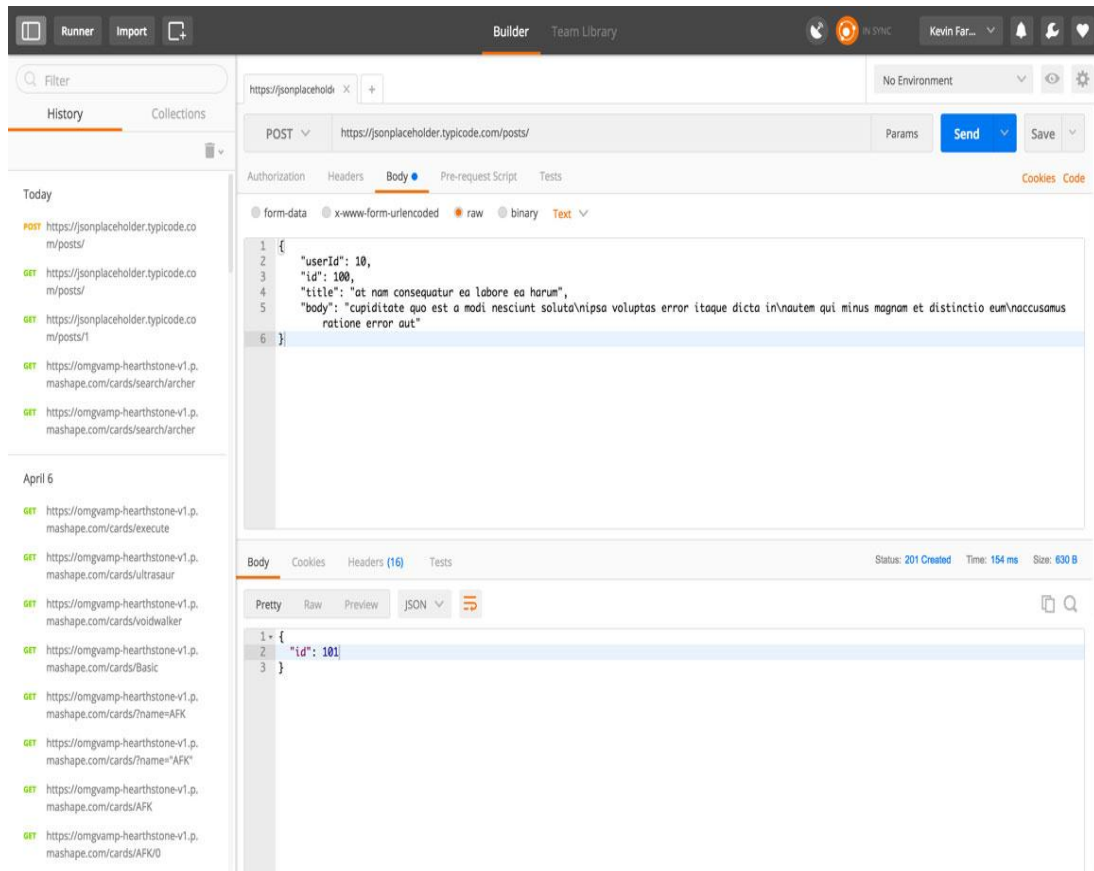 Runner Import Builder Team Library IN SYNC Kevin Far...
Filter
History Collections
Today
POST https://jsonplaceholder.typicode.co
m/posts/
GET https://jsonplaceholder.typicode.co
m/posts/
GET https://jsonplaceholder.typicode.co
m/posts/1
GET https://omgvamp-hearthstone-v1.p.
mashape.com/cards/search/archer
GET https://omgvamp-hearthstone-v1.p.
mashape.com/cards/search/archer
April 6
GET https://omgvamp-hearthstone-v1.p.
mashape.com/cards/execute
GET https://omgvamp-hearthstone-v1.p.
mashape.com/cards/ultrasaur
GET https://omgvamp-hearthstone-v1.p.
mashape.com/cards/voidwalker
GET https://omgvamp-hearthstone-v1.p.
mashape.com/cards/Basic
GET https://omgvamp-hearthstone-v1.p.
mashape.com/cards/?name=AFK
GET https://omgvamp-hearthstone-v1.p.
mashape.com/cards/?name="AFK"
GET https://omgvamp-hearthstone-v1.p.
mashape.com/cards/AFK
GET https://omgvamp-hearthstone-v1.p.
mashape.com/cards/AFK/0
https://jsonplacehold X + No Environment
POST https://jsonplaceholder.typicode.com/posts/ Params Send Save
Authorization Headers Body Pre-request Script Tests Cookies Code
form-data x-www-form-urlencoded raw binary Text
1 {
2 "userId": 10,
3 "id": 100,
4 "title": "at nam consequatur ea labore ea harum",
5 "body": "cupiditate quo est a modi nesciunt soluta\nipsa voluptas error itaque dicta in\nautem qui minus magnam et distinctio eum\naccusamus
ratione error aut"
6 }
Body Cookies Headers (16) Tests Status: 201 Created Time: 154 ms Size: 630 B
Pretty Raw Preview JSON
1 {
2 "id": 101
3 }